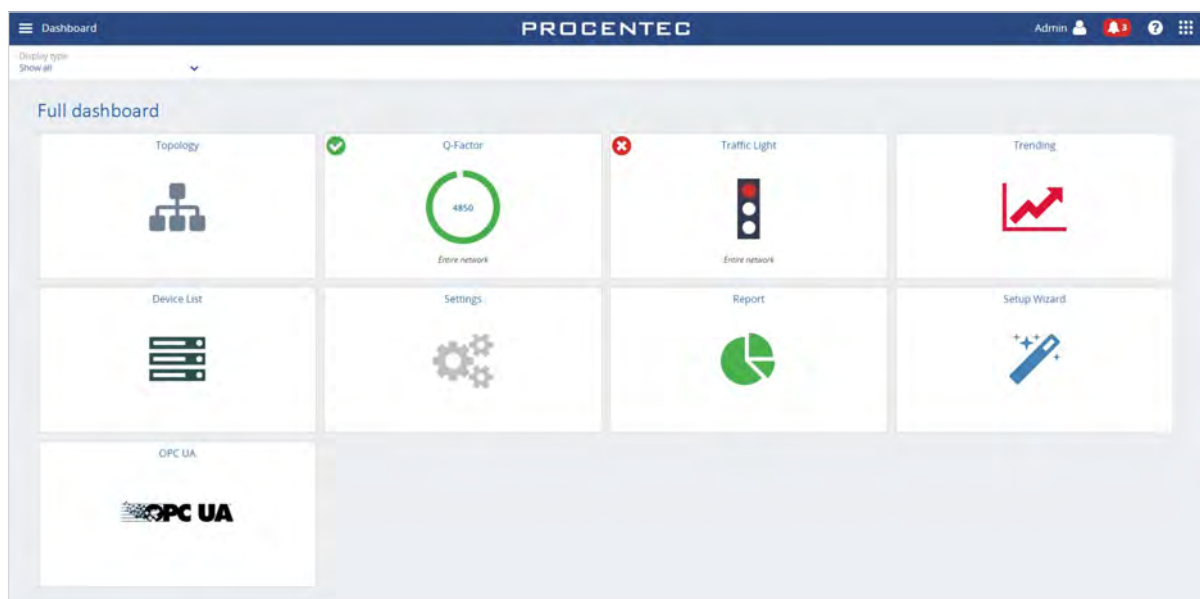 Dashboard
PROCENTEC
Admin
3
?
Display type
Show all
Full dashboard
Topology
Q-Factor
Traffic Light
Trending
4850
Entire network
Entire network
Device List
Settings
Report
Setup Wizard
OPC UA
OPC UA